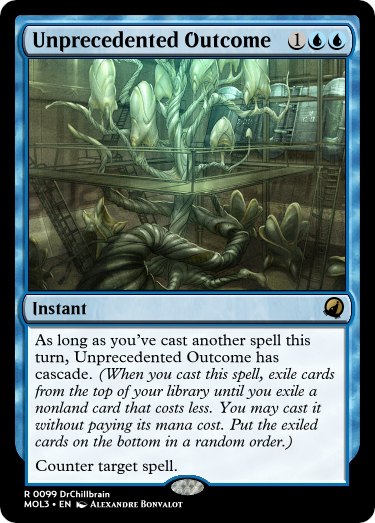 Unprecedented Outcome 1
Instant
As long as you've cast another spell this
turn, Unprecedented Outcome has
cascade. (When you cast this spell, exile cards
from the top of your library until you exile a
nonland card that costs less. You may cast it
without paying its mana cost. Put the exiled
cards on the bottom in a random order.)
Counter target spell.
R 0099 DrChillbrain
MOL3 • EN Alexandre Bonvalot